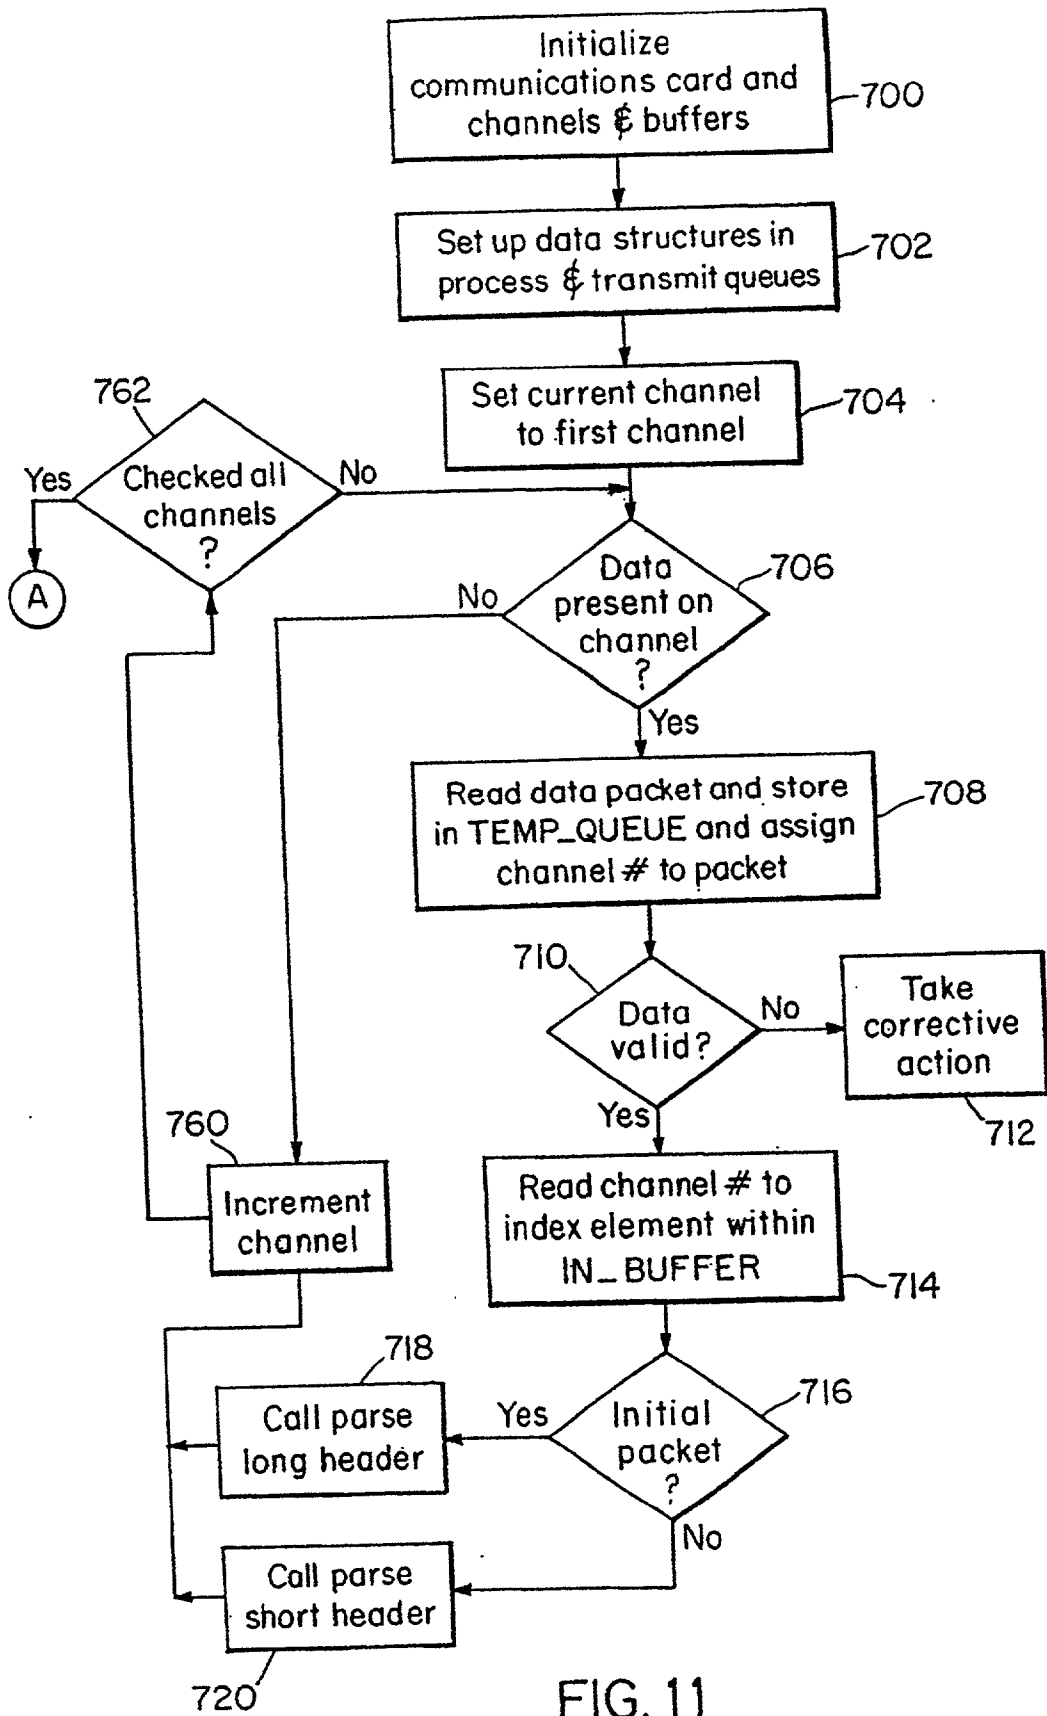 Initialize
communications card and
channels & buffers
700
Set up data structures in
process & transmit queues
702
Set current channel
to first channel
704
762
Checked all
channels
?
Yes
No
A
Data
present on
channel
?
706
No
Yes
Read data packet and store
in TEMP_QUEUE and assign
channel # to packet
708
710
Data
valid?
No
Take
corrective
action
712
Yes
760
Increment
channel
Read channel # to
index element within
IN_BUFFER
714
718
Call parse
long header
Yes
Initial
packet
?
716
No
Call parse
short header
720
FIG. 11